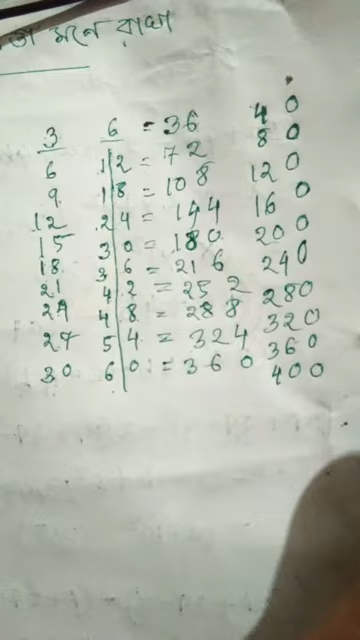 মনে রাখা
3 6 = 36 40
6 12 = 72 80
9 18 = 108 120
12 24 = 144 160
15 30 = 180 200
18 36 = 216 240
21 42 = 252 280
24 48 = 288 320
27 54 = 324 360
30 60 = 360 400